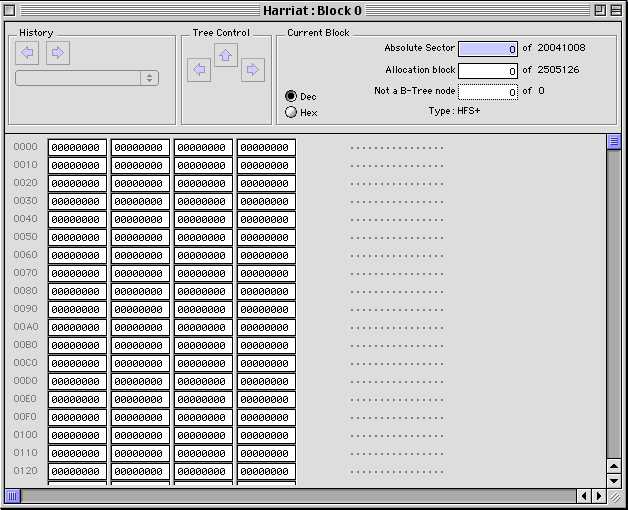 Harriat:Block 0
History
Tree Control
Current Block
Absolute Sector 0 of 20041008
Allocation block 0 of 2505126
Not a B-Tree node 0 of 0
Dec
Hex
Type: HFS+
0000 00000000 00000000 00000000 00000000 ................
0010 00000000 00000000 00000000 00000000 ................
0020 00000000 00000000 00000000 00000000 ................
0030 00000000 00000000 00000000 00000000 ................
0040 00000000 00000000 00000000 00000000 ................
0050 00000000 00000000 00000000 00000000 ................
0060 00000000 00000000 00000000 00000000 ................
0070 00000000 00000000 00000000 00000000 ................
0080 00000000 00000000 00000000 00000000 ................
0090 00000000 00000000 00000000 00000000 ................
00A0 00000000 00000000 00000000 00000000 ................
00B0 00000000 00000000 00000000 00000000 ................
00C0 00000000 00000000 00000000 00000000 ................
00D0 00000000 00000000 00000000 00000000 ................
00E0 00000000 00000000 00000000 00000000 ................
00F0 00000000 00000000 00000000 00000000 ................
0100 00000000 00000000 00000000 00000000 ................
0110 00000000 00000000 00000000 00000000 ................
0120 00000000 00000000 00000000 00000000 ................